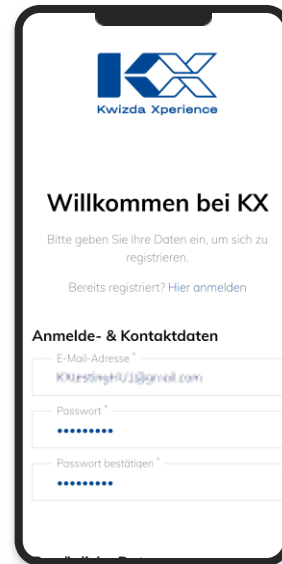 KX
Kwizda Xperience
Willkommen bei KX
Bitte geben Sie Ihre Daten ein, um sich zu
registrieren.
Bereits registriert? Hier anmelden
Anmelde- & Kontaktdaten
E-Mail-Adresse *
Passwort *
•••••••••
Passwort bestätigen *
•••••••••